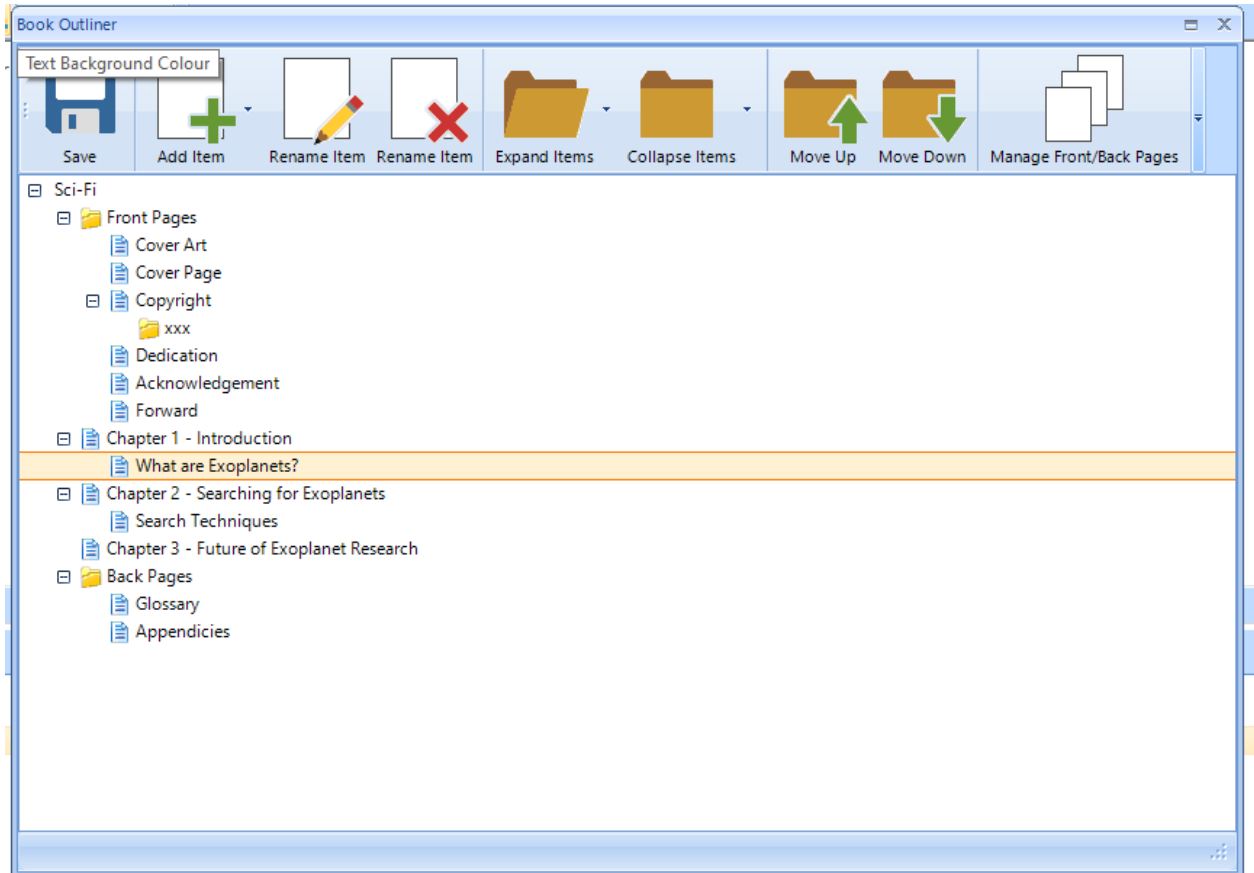 Book Outliner
Text Background Colour
Save Add Item Rename Item Rename Item Expand Items Collapse Items Move Up Move Down Manage Front/Back Pages
Sci-Fi
Front Pages
Cover Art
Cover Page
Copyright
xxx
Dedication
Acknowledgement
Forward
Chapter 1 - Introduction
What are Exoplanets?
Chapter 2 - Searching for Exoplanets
Search Techniques
Chapter 3 - Future of Exoplanet Research
Back Pages
Glossary
Appendicies